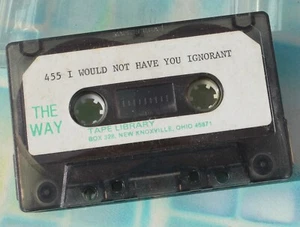 455 I WOULD NOT HAVE YOU IGNORANT
THE
WAY
TAPE LIBRARY
BOX 328, NEW KNOXVILLE, OHIO 45871